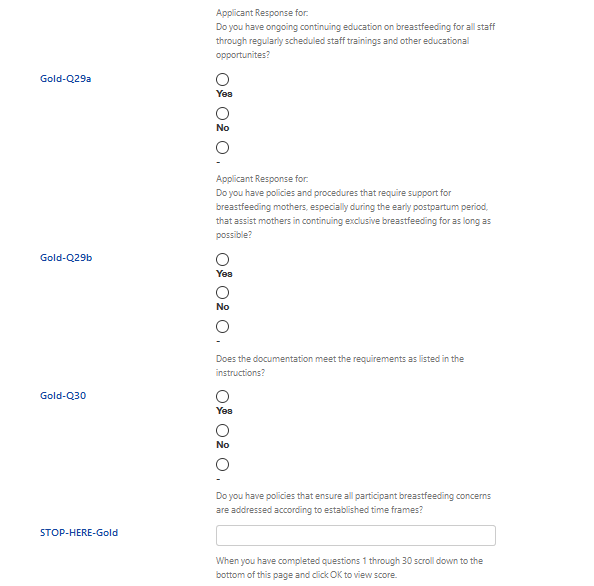 Applicant Response for:
Do you have ongoing continuing education on breastfeeding for all staff
through regularly scheduled staff trainings and other educational
opportunites?
Gold-Q29a
Yes
No
-
Applicant Response for:
Do you have policies and procedures that require support for
breastfeeding mothers, especially during the early postpartum period,
that assist mothers in continuing exclusive breastfeeding for as long as
possible?
Gold-Q29b
Yes
No
-
Does the documentation meet the requirements as listed in the
instructions?
Gold-Q30
Yes
No
-
Do you have policies that ensure all participant breastfeeding concerns
are addressed according to established time frames?
STOP-HERE-Gold
When you have completed questions 1 through 30 scroll down to the
bottom of this page and click OK to view score.